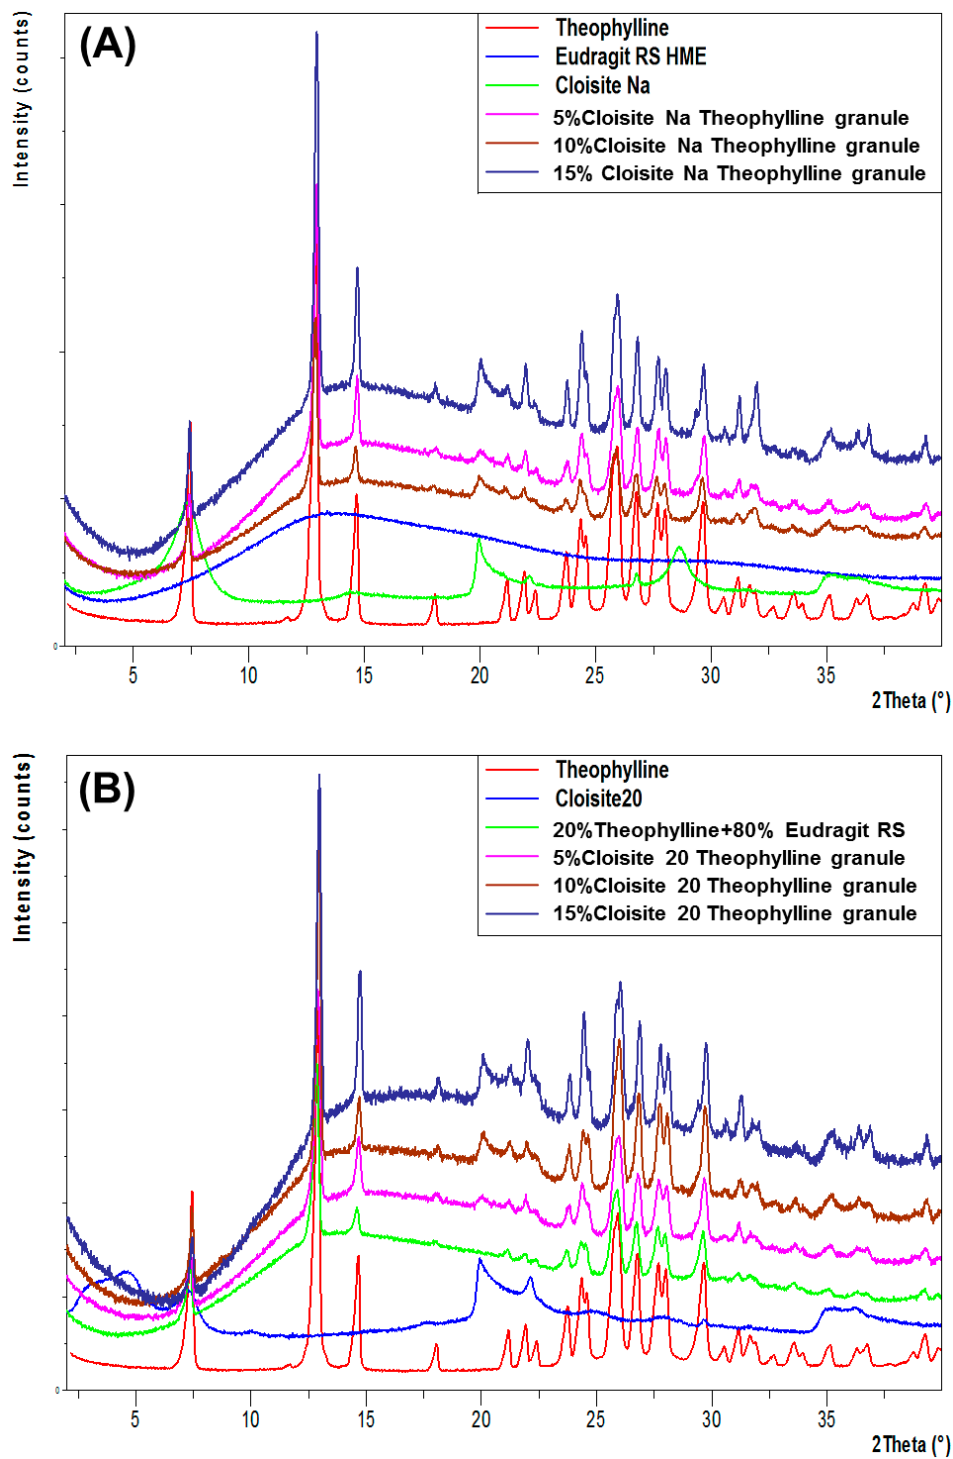 (A)
Intensity (counts)
Theophylline
Eudragit RS HME
Cloisite Na
5%Cloisite Na Theophylline granule
10%Cloisite Na Theophylline granule
15% Cloisite Na Theophylline granule
0
5 10 15 20 25 30 35
2Theta (°)
(B)
Intensity (counts)
Theophylline
Cloisite20
20%Theophylline+80% Eudragit RS
5%Cloisite 20 Theophylline granule
10%Cloisite 20 Theophylline granule
15%Cloisite 20 Theophylline granule
0
5 10 15 20 25 30 35
2Theta (°)